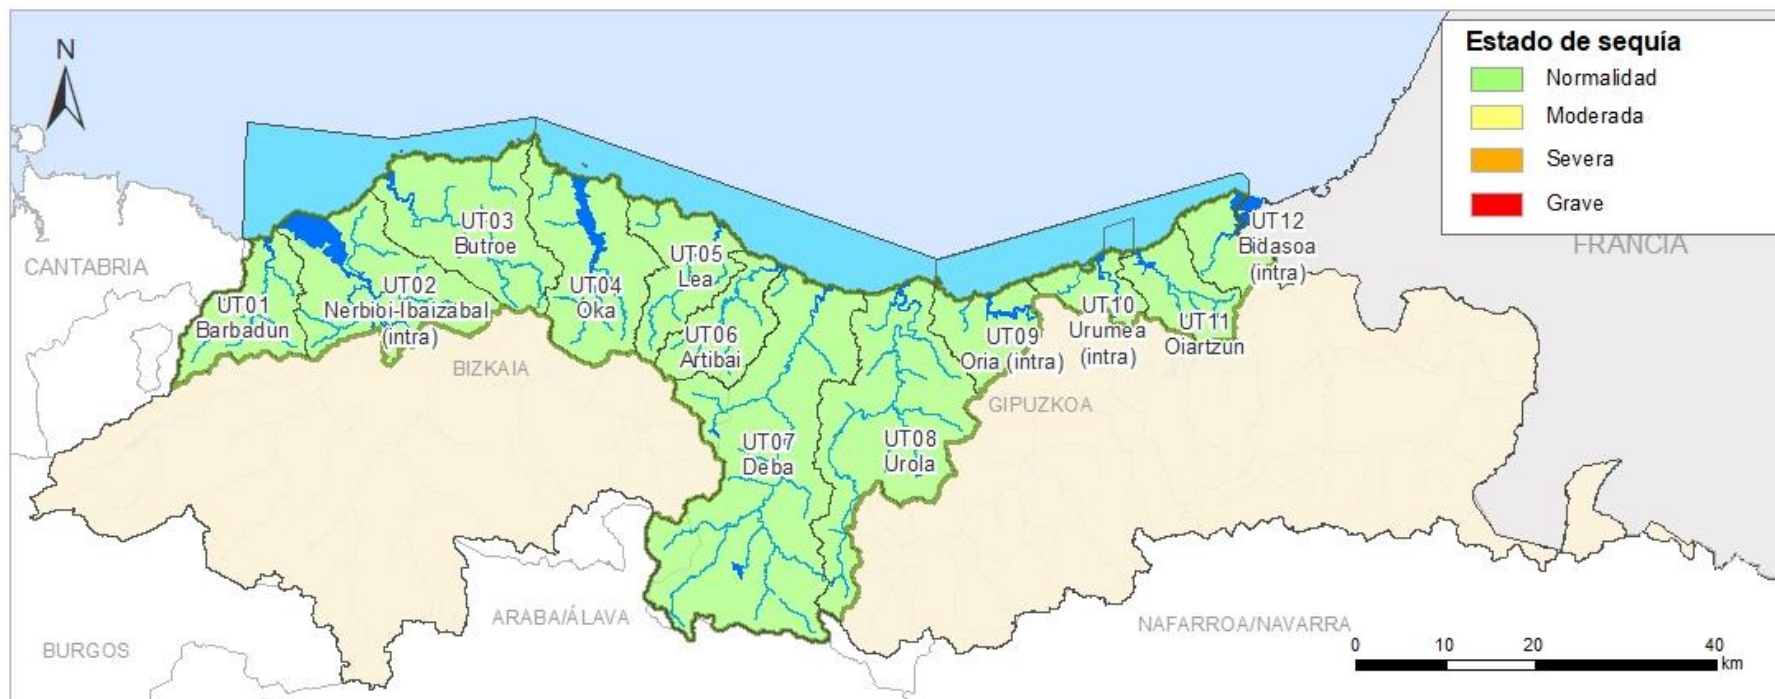 N
Estado de sequía
Normalidad
Moderada
Severa
Grave
CANTABRIA
FRANCIA
UT01
Barbadun
UT02
Nerbioi-Ibaizabal
(intra)
UT03
Butroe
UT04
Oka
UT05
Lea
UT06
Artibai
UT07
Deba
UT08
Urola
UT09
Oria (intra)
UT10
Urumea
(intra)
UT11
Oiartzun
UT12
Bidasoa
(intra)
BIZKAIA
GIPUZKOA
ARABA/ÁLAVA
NAFARROA/NAVARRA
BURGOS
0 10 20 40
km